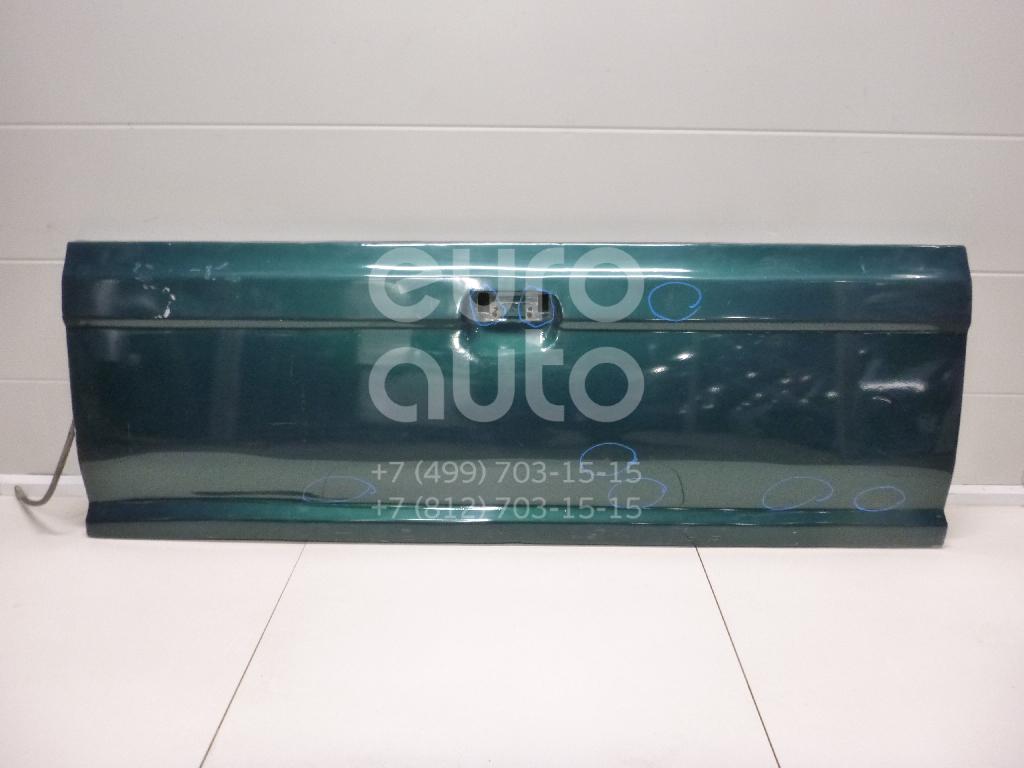 euro
auto
+7 (499) 703-15-15
+7 (812) 703-15-15